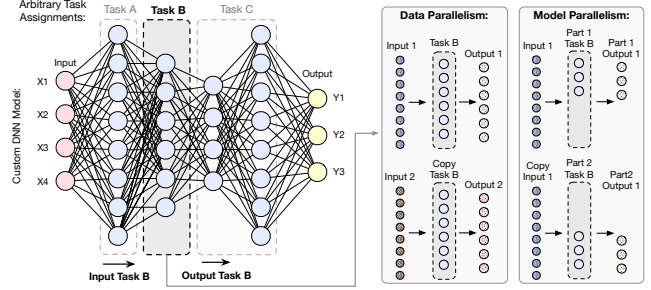 Arbitrary Task
Assignments:
Task A
Task B
Task C
Custom DNN Model:
Input
X1
X2
X3
X4
Output
Y1
Y2
Y3
Input Task B
Output Task B
Data Parallelism:
Input 1
Task B
Output 1
Input 2
Copy
Task B
Output 2
Model Parallelism:
Input 1
Part 1
Task B
Part 1
Output 1
Copy
Input 1
Part 2
Task B
Part2
Output 1